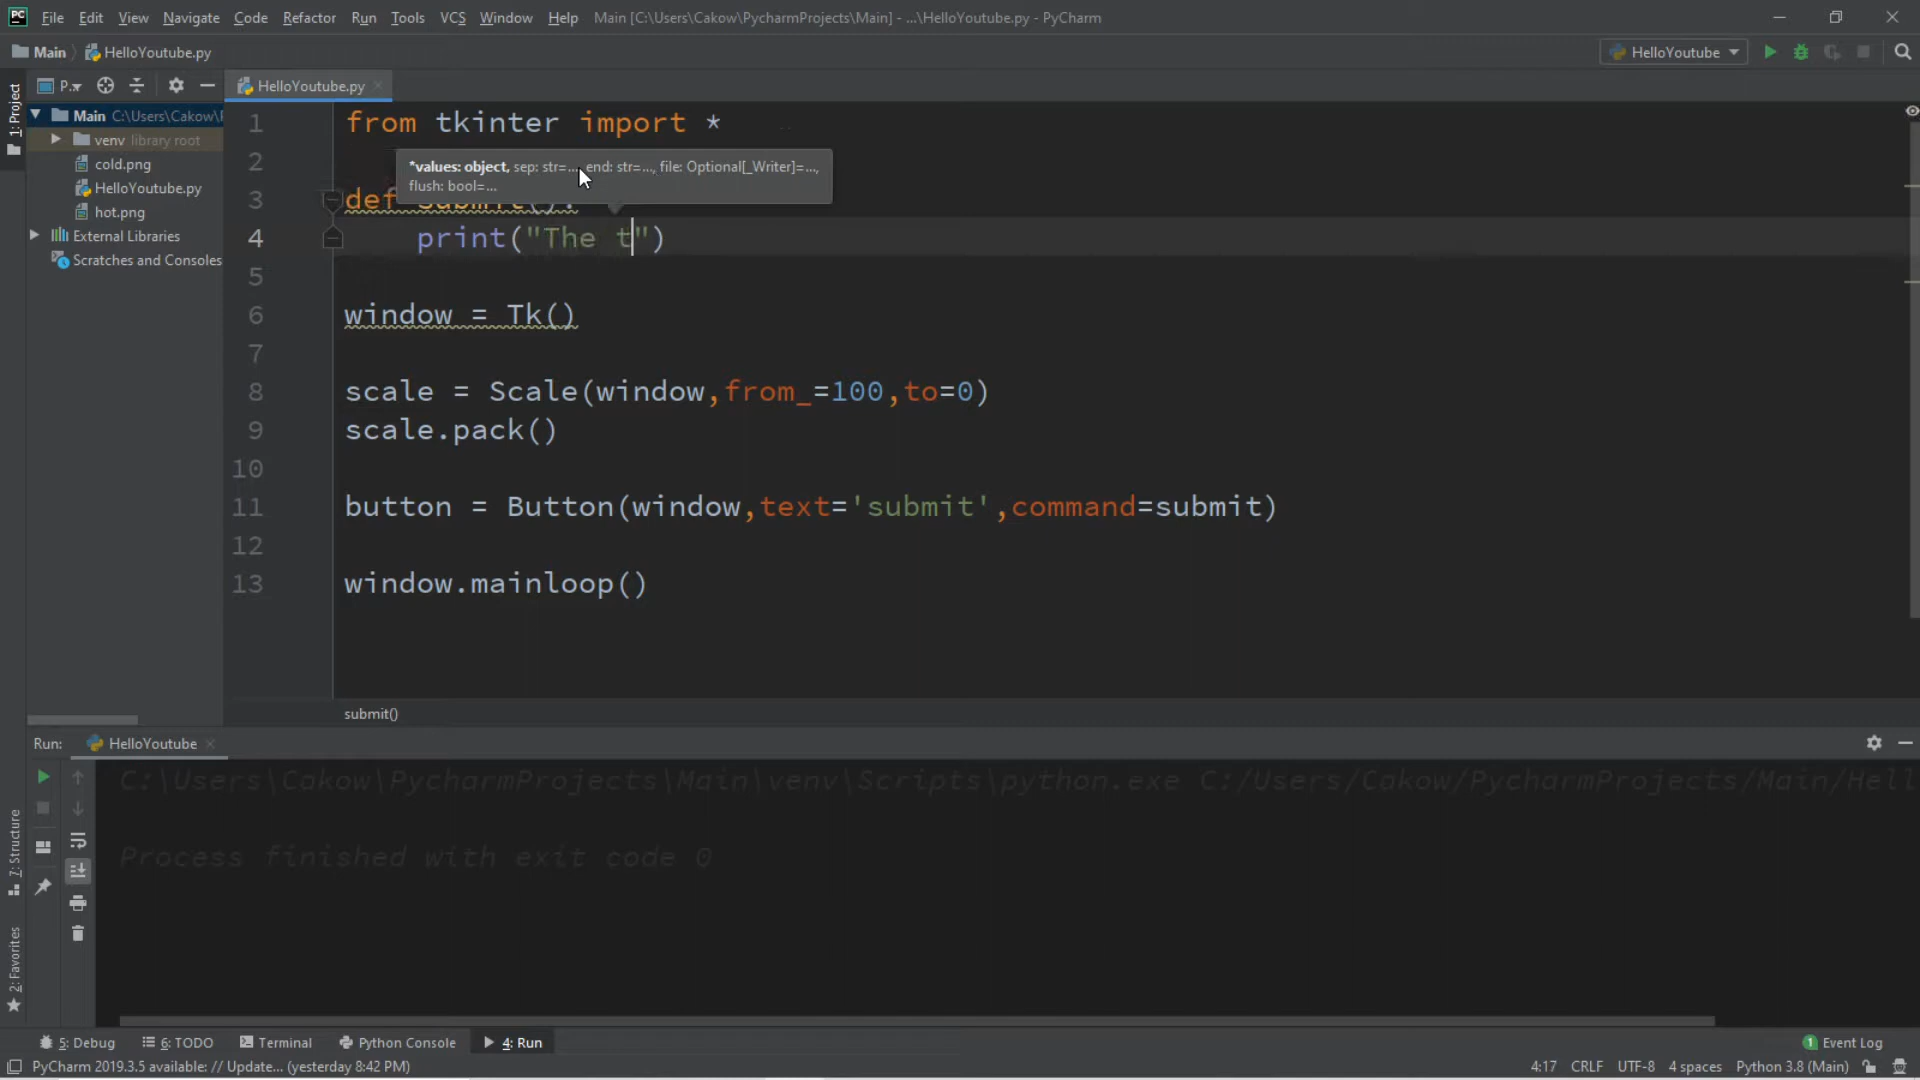 PC File Edit View Navigate Code Refactor Run Tools VCS Window Help Main [C:\Users\Cakow\PycharmProjects\Main] - ...\HelloYoutube.py - PyCharm
Main HelloYoutube.py HelloYoutube
1: Project P.. HelloYoutube.py
Main C:\Users\Cakow\
venv library root
cold.png
HelloYoutube.py
hot.png
External Libraries
Scratches and Consoles
1 from tkinter import *
2
*values: object, sep: str=..., end: str=..., file: Optional[_Writer]=...,
flush: bool=...
3 def submit():
4 print("The t")
5
6 window = Tk()
7
8 scale = Scale(window,from_=100,to=0)
9 scale.pack()
10
11 button = Button(window,text='submit',command=submit)
12
13 window.mainloop()
submit()
Run: HelloYoutube
C:\Users\Cakow\PycharmProjects\Main\venv\Scripts\python.exe C:/Users/Cakow/PycharmProjects/Main/Hell
Process finished with exit code 0
7: Structure
2: Favorites
5: Debug 6: TODO Terminal Python Console 4: Run 1 Event Log
PyCharm 2019.3.5 available: // Update... (yesterday 8:42 PM) 4:17 CRLF UTF-8 4 spaces Python 3.8 (Main)